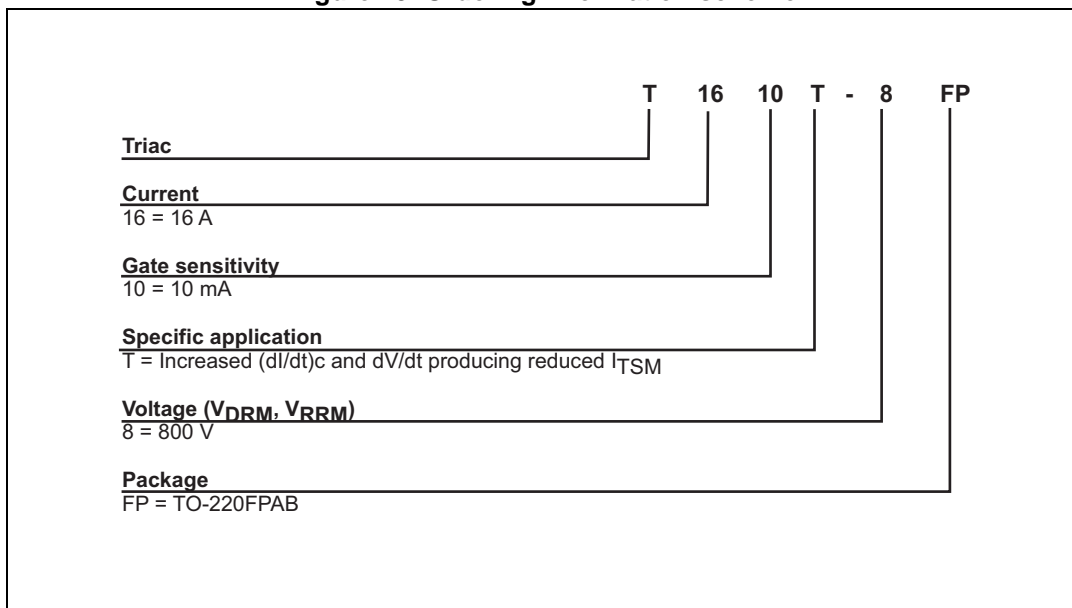 T 16 10 T - 8 FP
Triac
Current
16 = 16 A
Gate sensitivity
10 = 10 mA
Specific application
T = Increased (dI/dt)c and dV/dt producing reduced ITSM
Voltage (VDRM, VRRM)
8 = 800 V
Package
FP = TO-220FPAB